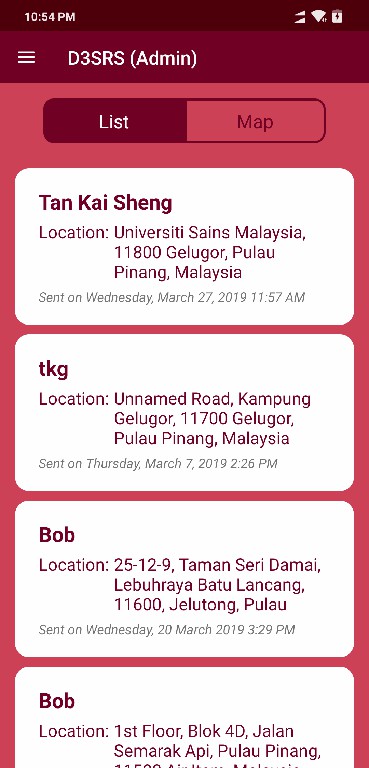 10:54 PM
D3SRS (Admin)
List Map
Tan Kai Sheng
Location: Universiti Sains Malaysia,
11800 Gelugor, Pulau
Pinang, Malaysia
Sent on Wednesday, March 27, 2019 11:57 AM
tkg
Location: Unnamed Road, Kampung
Gelugor, 11700 Gelugor,
Pulau Pinang, Malaysia
Sent on Thursday, March 7, 2019 2:26 PM
Bob
Location: 25-12-9, Taman Seri Damai,
Lebuhraya Batu Lancang,
11600, Jelutong, Pulau
Sent on Wednesday, 20 March 2019 3:29 PM
Bob
Location: 1st Floor, Blok 4D, Jalan
Semarak Api, Pulau Pinang,